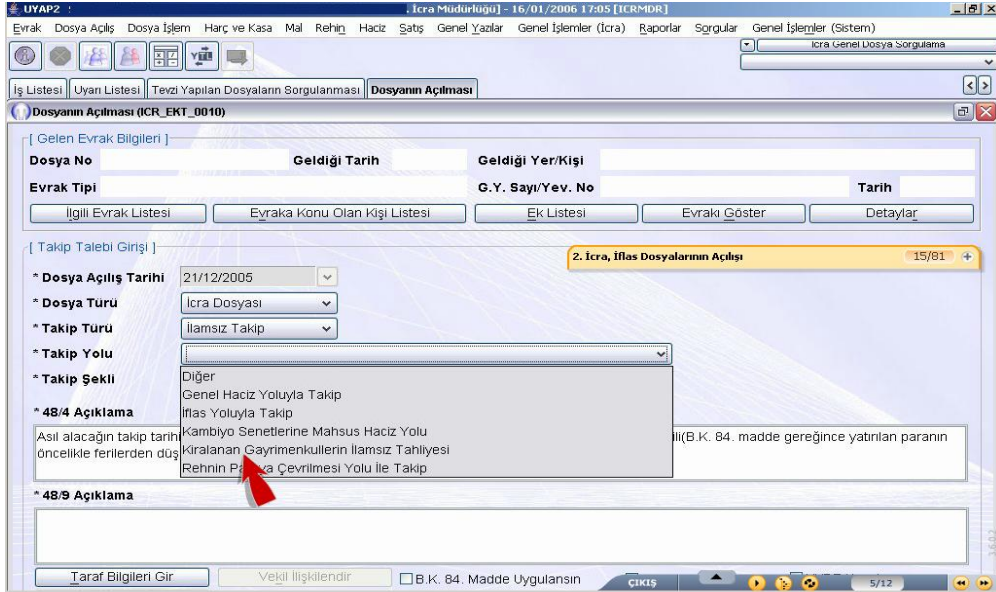 UYAP2 : . İcra Müdürlüğü] - 16/01/2006 17:05 [ICRMDR]
Evrak Dosya Açılış Dosya İşlem Harç ve Kasa Mal Rehin Haciz Satış Genel Yazılar Genel İşlemler (İcra) Raporlar Sorgular Genel İşlemler (Sistem)
İcra Genel Dosya Sorgulama
İş Listesi Uyarı Listesi Tevzi Yapılan Dosyaların Sorgulanması Dosyanın Açılması
Dosyanın Açılması (ICR_EKT_0010)
[ Gelen Evrak Bilgileri ]
Dosya No Geldiği Tarih Geldiği Yer/Kişi
Evrak Tipi G.Y. Sayı/Yev. No Tarih
İlgili Evrak Listesi Evraka Konu Olan Kişi Listesi Ek Listesi Evrakı Göster Detaylar
[ Takip Talebi Girişi ]
2. İcra, İflas Dosyalarının Açılışı 15/81 +
* Dosya Açılış Tarihi 21/12/2005
* Dosya Türü İcra Dosyası
* Takip Türü İlamsız Takip
* Takip Yolu
* Takip Şekli
Diğer
Genel Haciz Yoluyla Takip
İflas Yoluyla Takip
Kambiyo Senetlerine Mahsus Haciz Yolu
Kiralanan Gayrimenkullerin İlamsız Tahliyesi
Rehnin Çevrilmesi Yolu İle Takip
* 48/4 Açıklama
Asıl alacağın takip tarihi (B.K. 84. madde gereğince yatırılan paranın
öncelikle ferilerden
* 48/9 Açıklama
Taraf Bilgileri Gir Vekil İlişkilendir B.K. 84. Madde Uygulansın
ÇIKIŞ 5/12